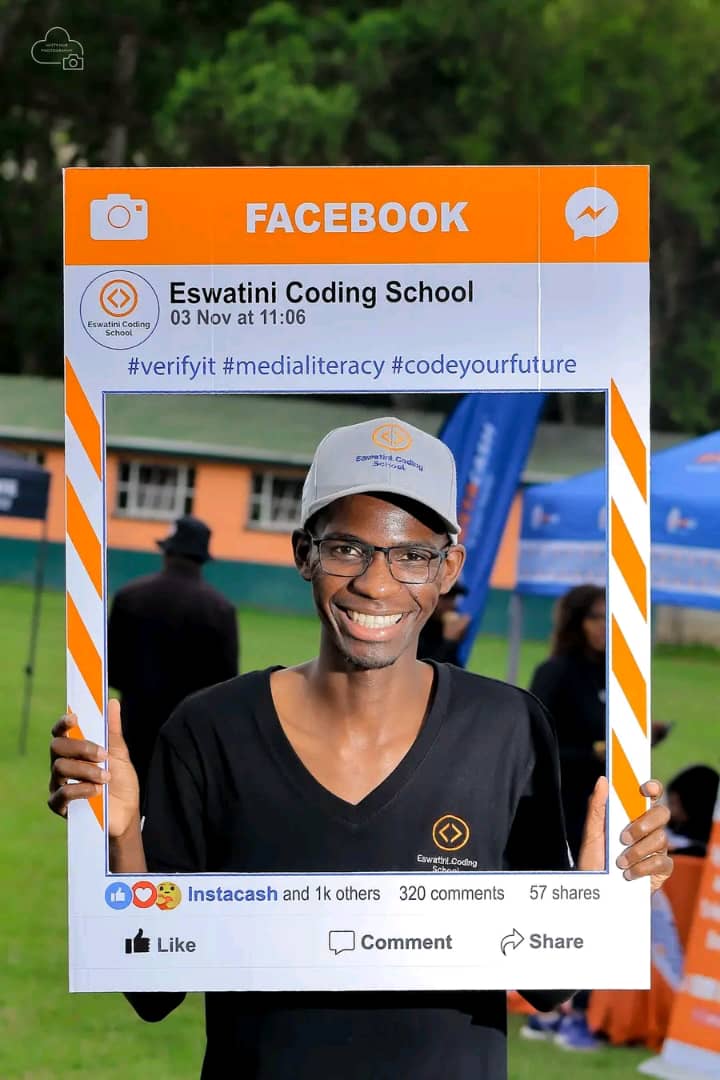 FACEBOOK
Eswatini Coding
School
Eswatini Coding School
03 Nov at 11:06
#verifyit #medialiteracy #codeyourfuture
Eswatini.Coding
School
Eswatini.Coding
School
Instacash and 1k others 320 comments 57 shares
Like Comment Share